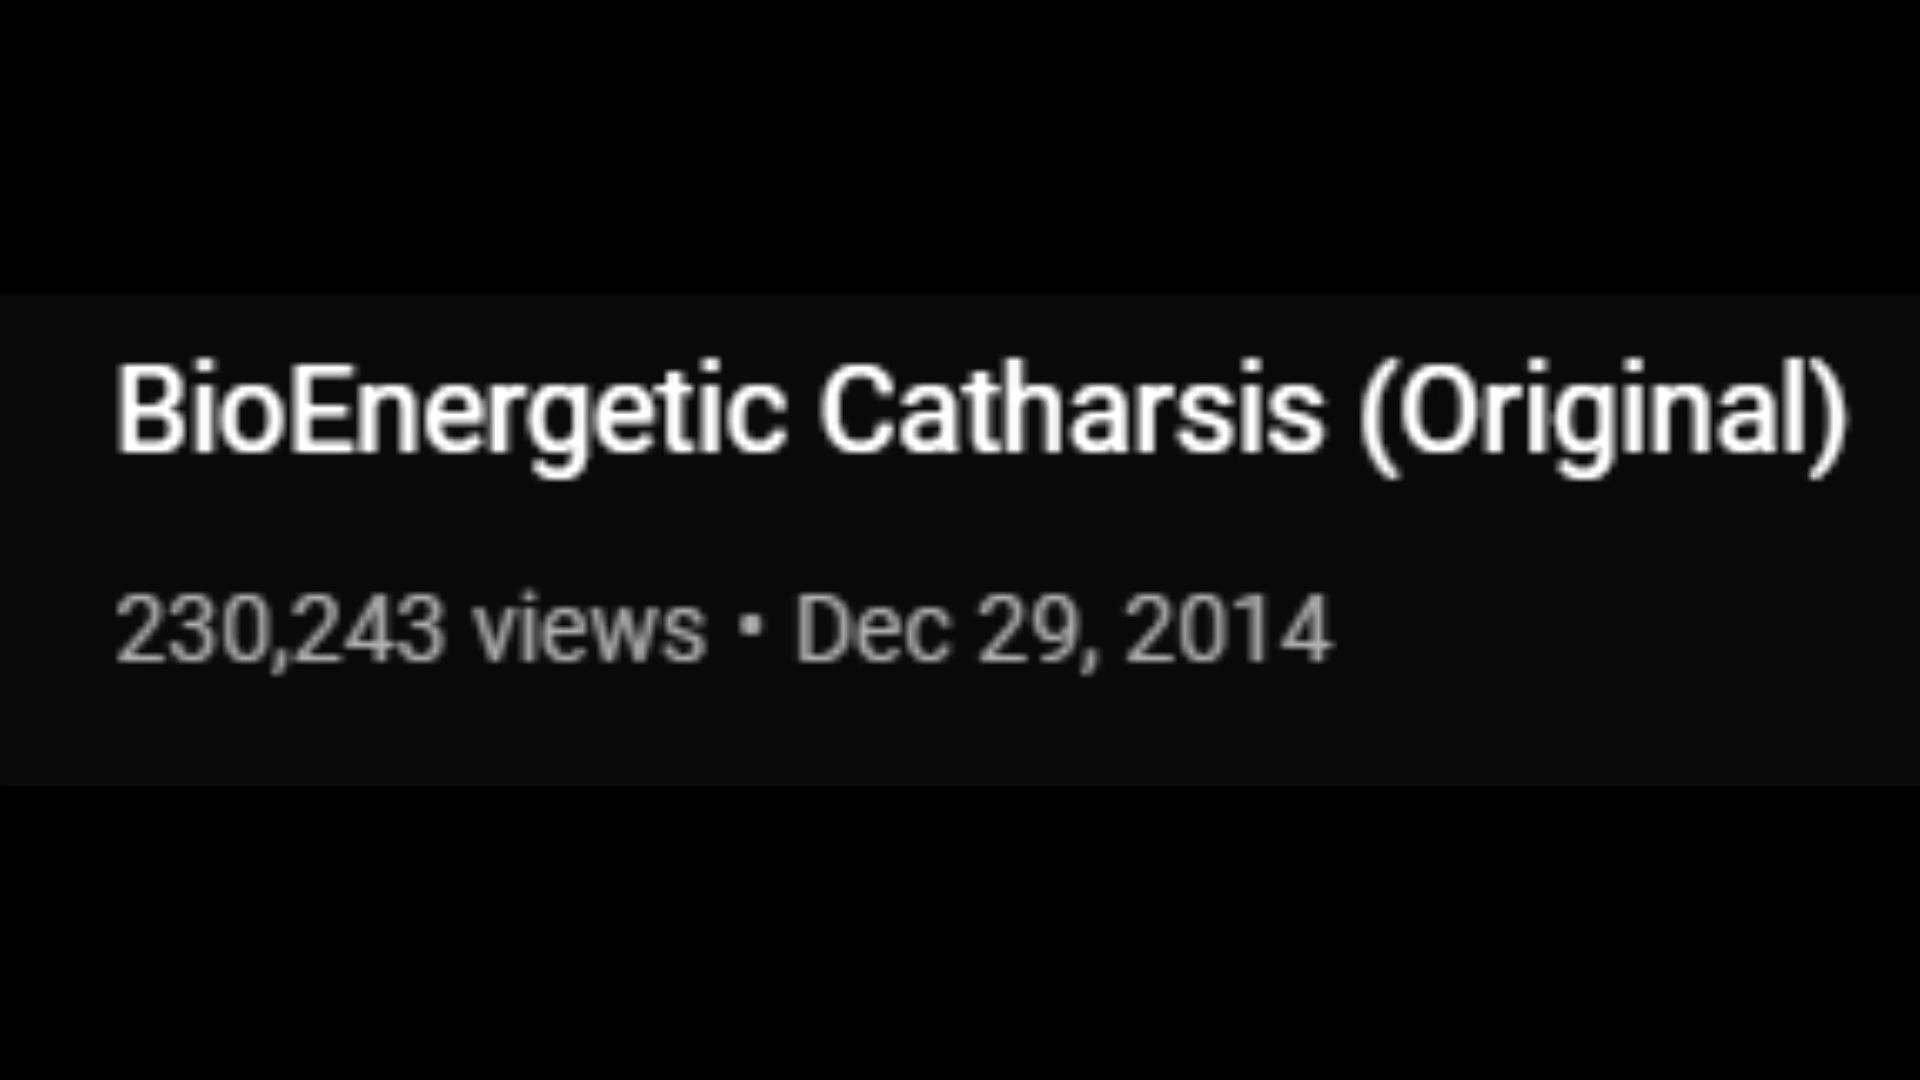 BioEnergetic Catharsis (Original)
230,243 views • Dec 29, 2014